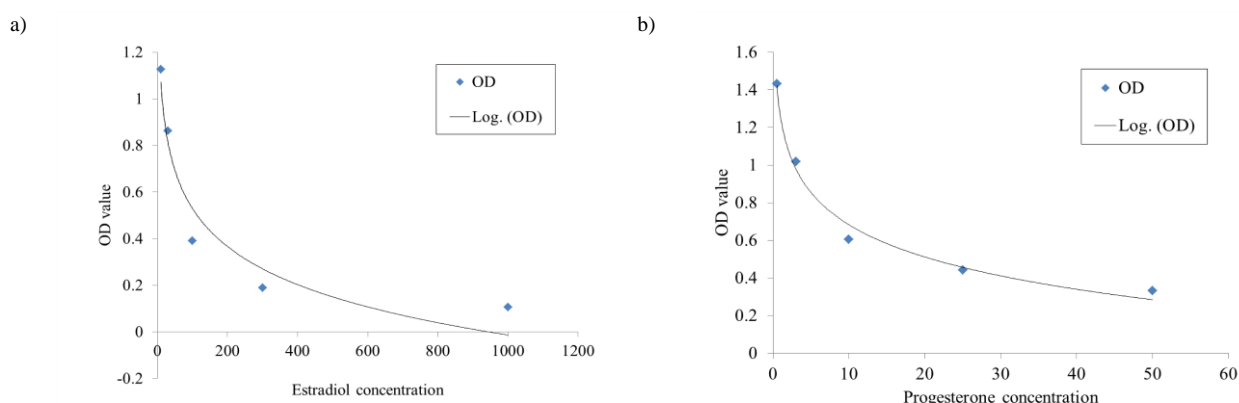 a)
1.2
1
0.8
0.6
0.4
0.2
0
-0.2
OD value
OD
Log. (OD)
0 200 400 600 800 1000 1200
Estradiol concentration
b)
1.6
1.4
1.2
1
0.8
0.6
0.4
0.2
0
OD value
OD
Log. (OD)
0 10 20 30 40 50 60
Progesterone concentration